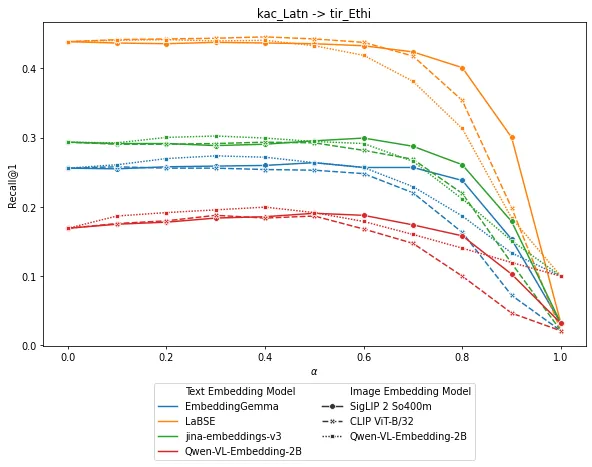 kac_Latn -> tir_Ethi
Recall@1
0.4
0.3
0.2
0.1
0.0
0.0 0.2 0.4 0.6 0.8 1.0
α
Text Embedding Model Image Embedding Model
EmbeddingGemma SigLIP 2 So400m
LaBSE CLIP ViT-B/32
jina-embeddings-v3 Qwen-VL-Embedding-2B
Qwen-VL-Embedding-2B